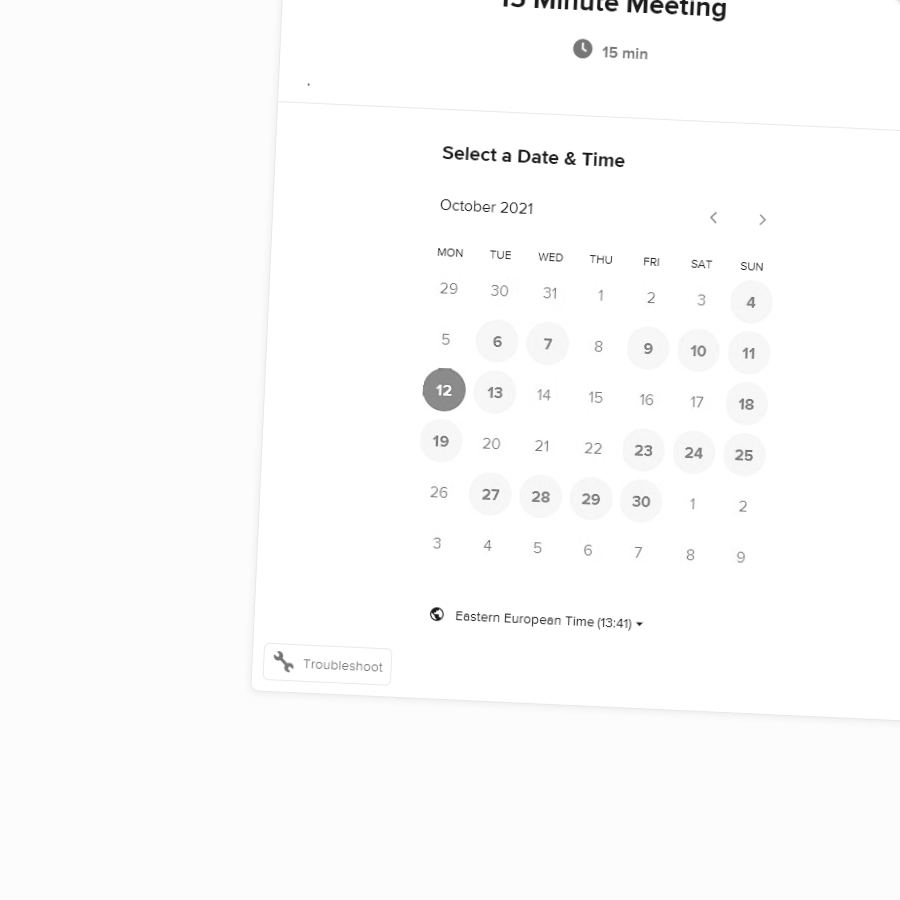 15 Minute Meeting
15 min
Select a Date & Time
October 2021
MON TUE WED THU FRI SAT SUN
29 30 31 1 2 3 4
5 6 7 8 9 10 11
12 13 14 15 16 17 18
19 20 21 22 23 24 25
26 27 28 29 30 1 2
3 4 5 6 7 8 9
Eastern European Time (13:41)
Troubleshoot